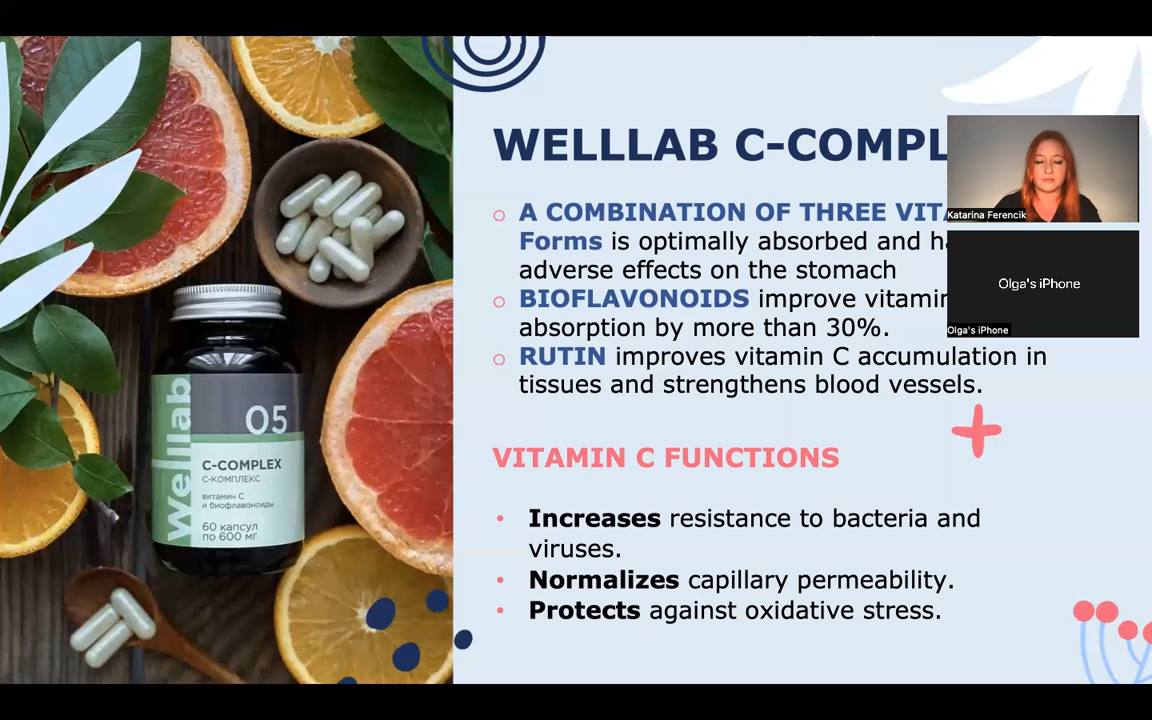 WELLLAB C-COMPL
A COMBINATION OF THREE VITA
Forms is optimally absorbed and ha
adverse effects on the stomach
BIOFLAVONOIDS improve vitamin
absorption by more than 30%.
RUTIN improves vitamin C accumulation in
tissues and strengthens blood vessels.
VITAMIN C FUNCTIONS
Increases resistance to bacteria and
viruses.
Normalizes capillary permeability.
Protects against oxidative stress.
Katarina Ferencik
Olga's iPhone
Olga's iPhone
Welllab
05
C-COMPLEX
С-КОМПЛЕКС
витамин С
и биофлавоноиды
60 капсул
по 600 мг